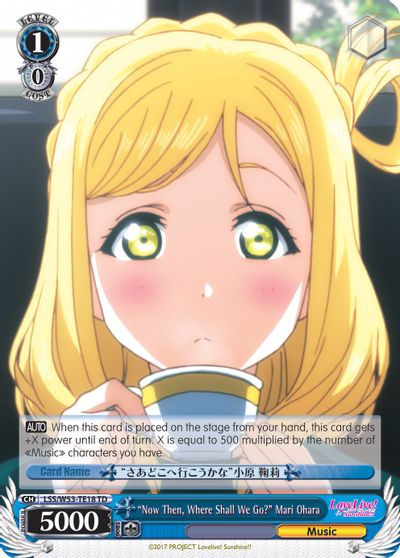 LEVEL
1
0
COST
AUTO When this card is placed on the stage from your hand, this card gets
+X power until end of turn. X is equal to 500 multiplied by the number of
«Music» characters you have.
Card Name
"さあどこへ行こうかな"小原 鞠莉
CH LSS/W53-TE18 TD
"Now Then, Where Shall We Go?" Mari Ohara
LoveLive!
Sunshine!!
POWER
5000
Music
©2017 PROJECT Lovelive! Sunshine!!